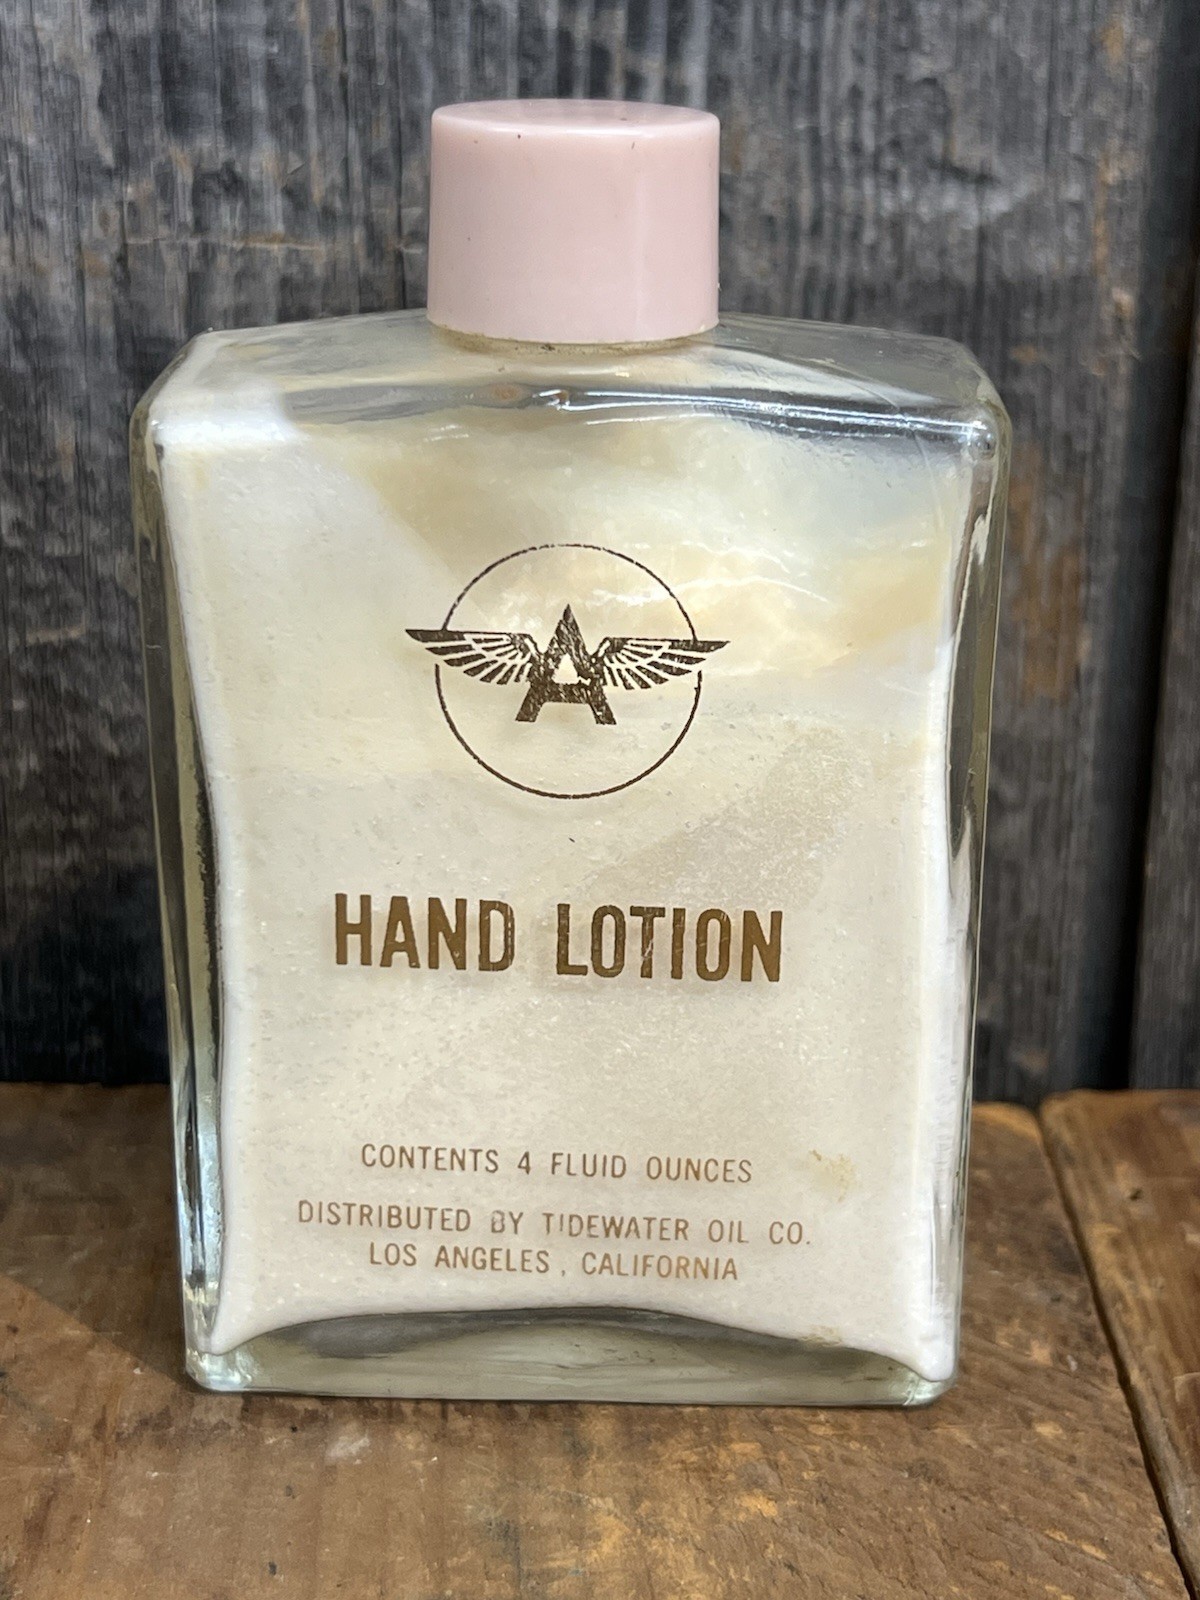 A
HAND LOTION
CONTENTS 4 FLUID OUNCES
DISTRIBUTED BY TIDEWATER OIL CO.
LOS ANGELES, CALIFORNIA